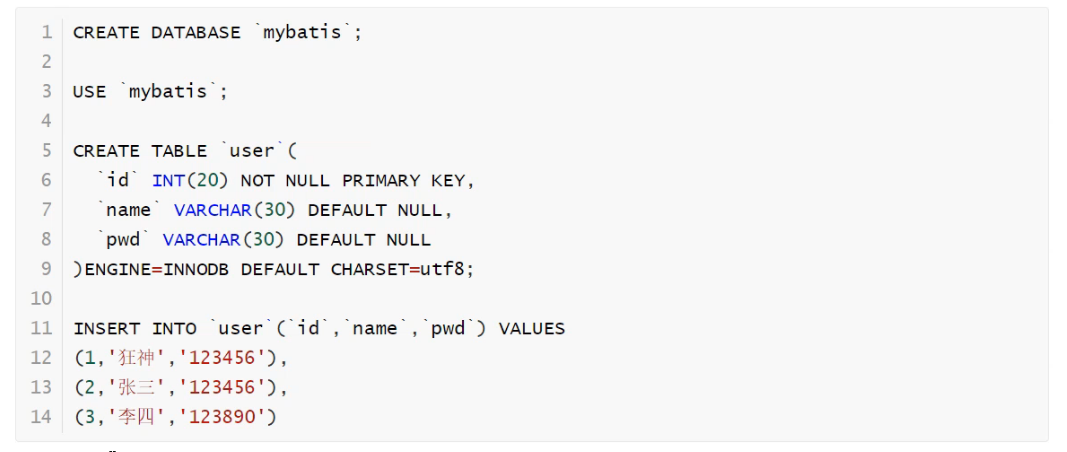 1 CREATE DATABASE `mybatis`;
2
3 USE `mybatis`;
4
5 CREATE TABLE `user`(
6   `id` INT(20) NOT NULL PRIMARY KEY,
7   `name` VARCHAR(30) DEFAULT NULL,
8   `pwd` VARCHAR(30) DEFAULT NULL
9 )ENGINE=INNODB DEFAULT CHARSET=utf8;
10
11 INSERT INTO `user`(`id`,`name`,`pwd`) VALUES
12 (1,'狂神','123456'),
13 (2,'张三','123456'),
14 (3,'李四','123890')